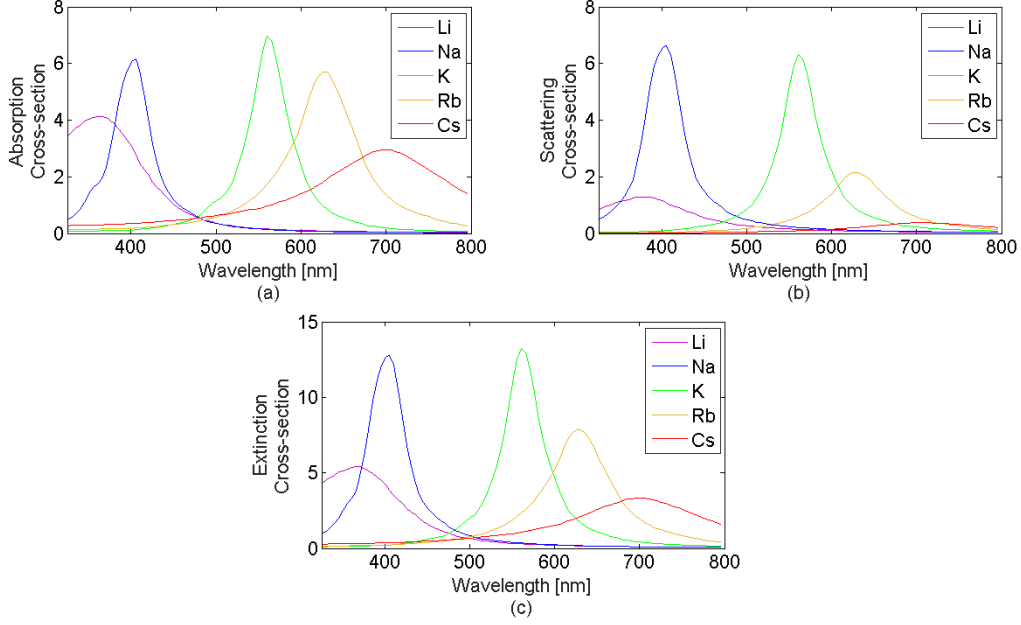 8
6
4
2
0
Absorption
Cross-section
400 500 600 700 800
Wavelength [nm]
(a)
Li
Na
K
Rb
Cs
8
6
4
2
0
Scattering
Cross-section
400 500 600 700 800
Wavelength [nm]
(b)
Li
Na
K
Rb
Cs
15
10
5
0
Extinction
Cross-section
400 500 600 700 800
Wavelength [nm]
(c)
Li
Na
K
Rb
Cs